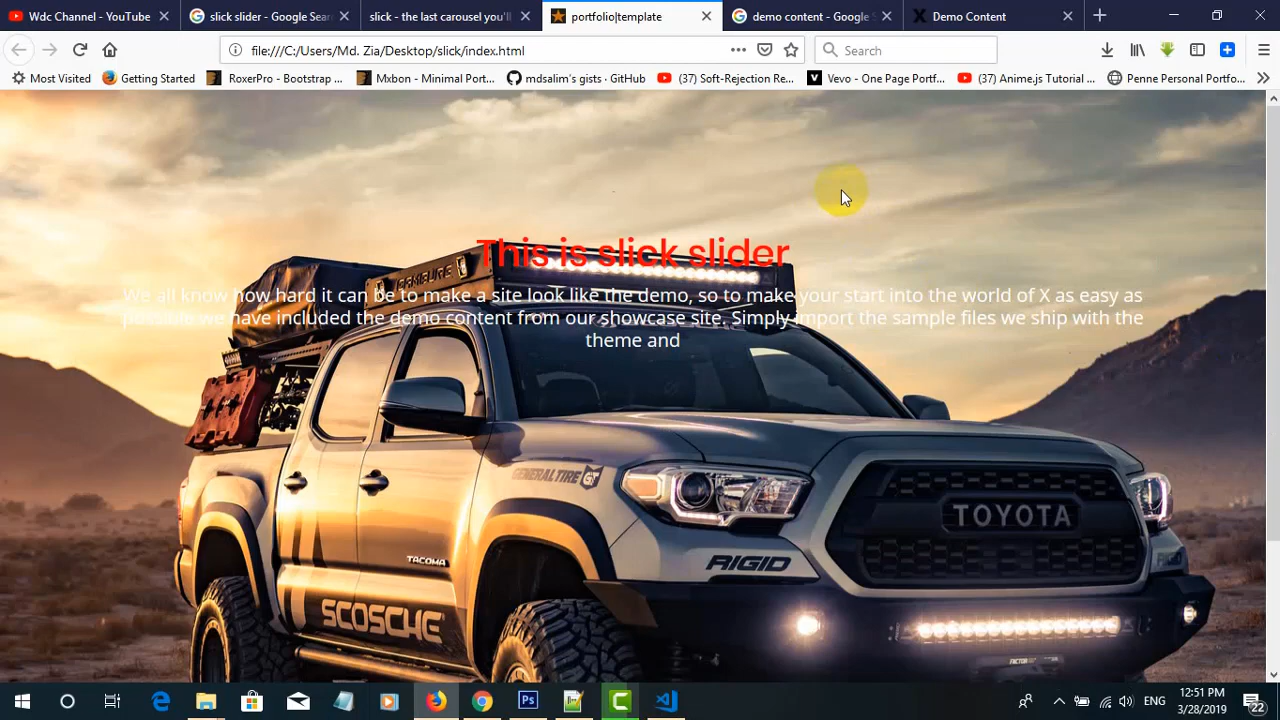 Wdc Channel - YouTube
slick slider - Google Sear
slick - the last carousel you'll
portfolio|template
demo content - Google S
Demo Content
file:///C:/Users/Md. Zia/Desktop/slick/index.html
Search
Most Visited
Getting Started
RoxerPro - Bootstrap ...
Mxbon - Minimal Port...
mdsalim's gists · GitHub
(37) Soft-Rejection Re...
Vevo - One Page Portf...
(37) Anime.js Tutorial ...
Penne Personal Portfo...
This is slick slider
We all know how hard it can be to make a site look like the demo, so to make your start into the world of X as easy as
possible we have included the demo content from our showcase site. Simply import the sample files we ship with the
theme and
GENERAL TIRE
TOYOTA
TACOMA
RIGID
SCOSCHE
ENG
12:51 PM
3/28/2019
22